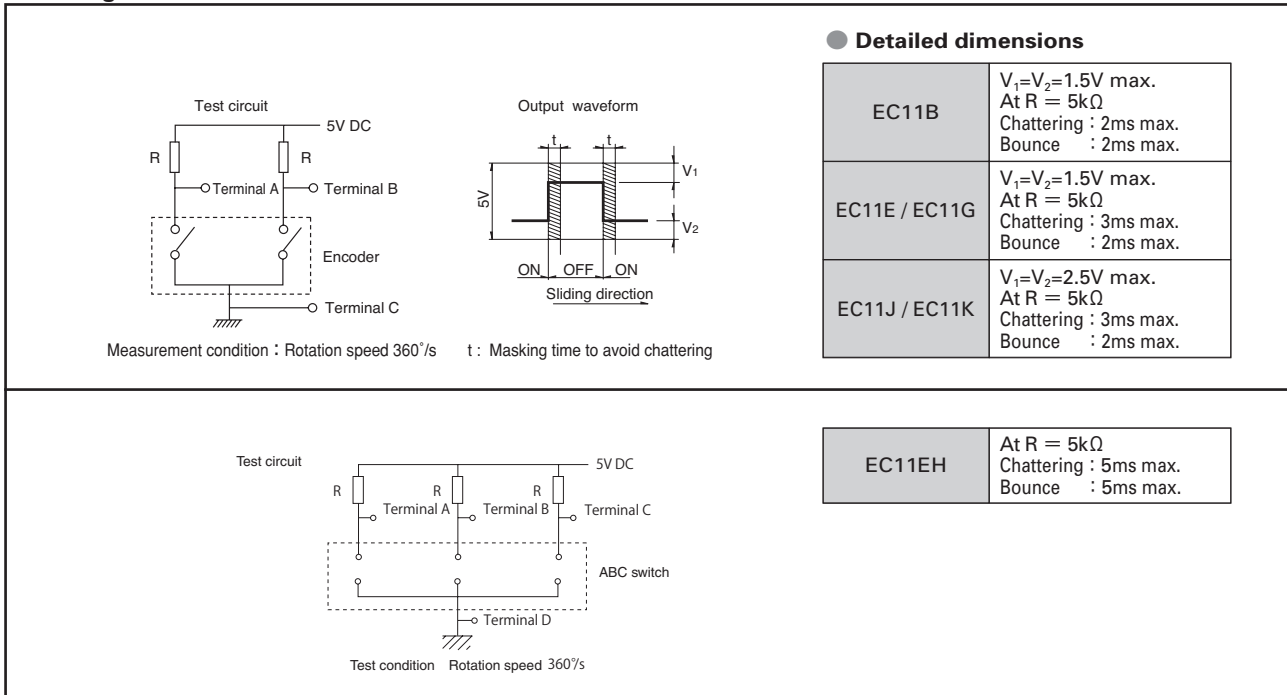 Detailed dimensions
Test circuit
5V DC
R
R
Terminal A
Terminal B
Encoder
Terminal C
Output waveform
t
t
V₁
5V
V₂
ON OFF ON
Sliding direction
Measurement condition : Rotation speed 360˚/s t : Masking time to avoid chattering
EC11B
V₁=V₂=1.5V max.
At R = 5kΩ
Chattering : 2ms max.
Bounce : 2ms max.
EC11E / EC11G
V₁=V₂=1.5V max.
At R = 5kΩ
Chattering : 3ms max.
Bounce : 2ms max.
EC11J / EC11K
V₁=V₂=2.5V max.
At R = 5kΩ
Chattering : 3ms max.
Bounce : 2ms max.
Test circuit
5V DC
R
R
R
Terminal A
Terminal B
Terminal C
ABC switch
Terminal D
Test condition Rotation speed 360°/s
EC11EH
At R = 5kΩ
Chattering : 5ms max.
Bounce : 5ms max.